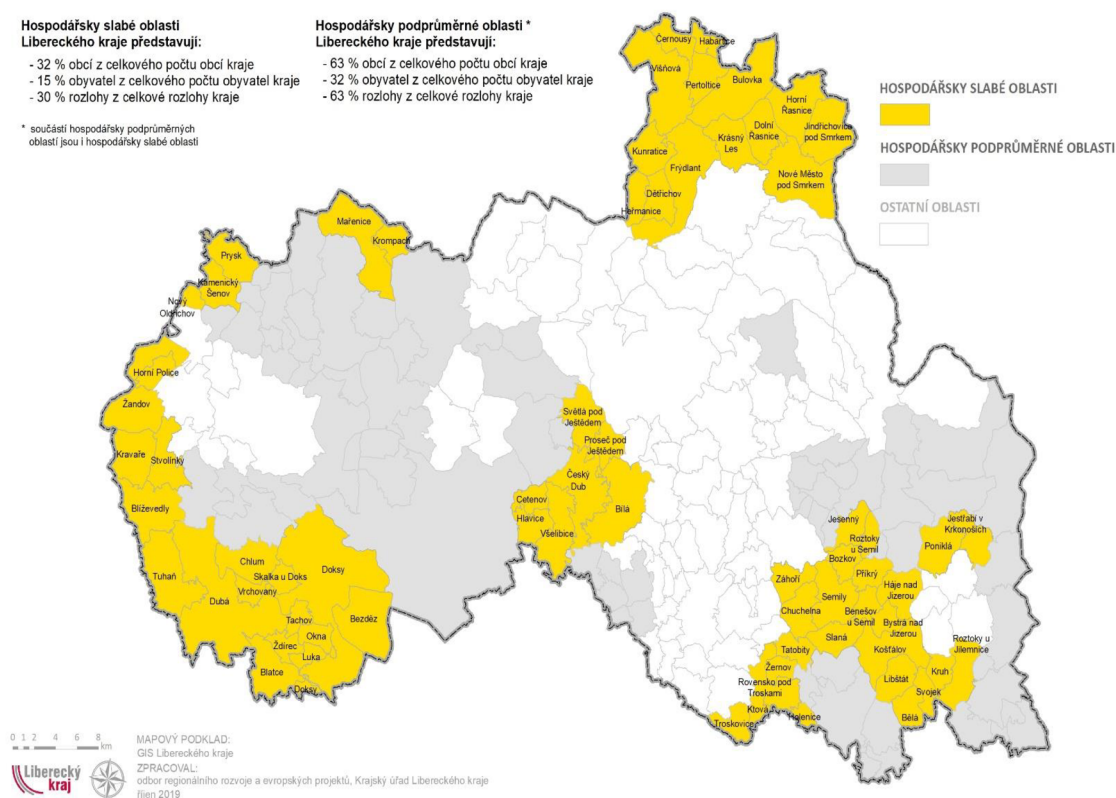 Hospodářsky slabé oblasti
Libereckého kraje představují:
- 32 % obcí z celkového počtu obcí kraje
- 15 % obyvatel z celkového počtu obyvatel kraje
- 30 % rozlohy z celkové rozlohy kraje
Hospodářsky podprůměrné oblasti *
Libereckého kraje představují:
- 63 % obcí z celkového počtu obcí kraje
- 32 % obyvatel z celkového počtu obyvatel kraje
- 63 % rozlohy z celkové rozlohy kraje
* součástí hospodářsky podprůměrných
oblastí jsou i hospodářsky slabé oblasti
HOSPODÁŘSKY SLABÉ OBLASTI
HOSPODÁŘSKY PODPRŮMĚRNÉ OBLASTI
OSTATNÍ OBLASTI
Černousy
Habartice
Višňová
Pertoltice
Bulovka
Horní
Řasnice
Dolní
Řasnice
Jindřichovice
pod Smrkem
Krásný
Les
Kunratice
Frýdlant
Nové Město
pod Smrkem
Dětřichov
Heřmanice
Mařenice
Krompach
Prysk
Kamenický
Šenov
Nový
Oldřichov
Horní Police
Žandov
Kravaře
Stvolínky
Blíževedly
Tuhaň
Dubá
Chlum
Skalka u Doks
Vrchovany
Doksy
Tachov
Bezděz
Okna
Ždírec
Luka
Blatce
Doksy
Světlá pod
Ještědem
Proseč pod
Ještědem
Český
Dub
Cetenov
Hlavice
Všelibice
Bílá
Jesenný
Roztoky
u Semil
Bozkov
Jestřabí v
Krkonoších
Poniklá
Záhoří
Příkrý
Háje nad
Jizerou
Semily
Chuchelna
Benešov
u Semil
Bystrá nad
Jizerou
Slaná
Roztoky u
Jilemnice
Tatobity
Košťálov
Žernov
Kruh
Libštát
Rovensko pod
Troskami
Svojek
Ktová
Holenice
Bělá
Troskovice
0 1 2 4 6 8
km
MAPOVÝ PODKLAD:
GIS Libereckého kraje
ZPRACOVAL:
odbor regionálního rozvoje a evropských projektů, Krajský úřad Libereckého kraje
říjen 2019
Liberecký
kraj